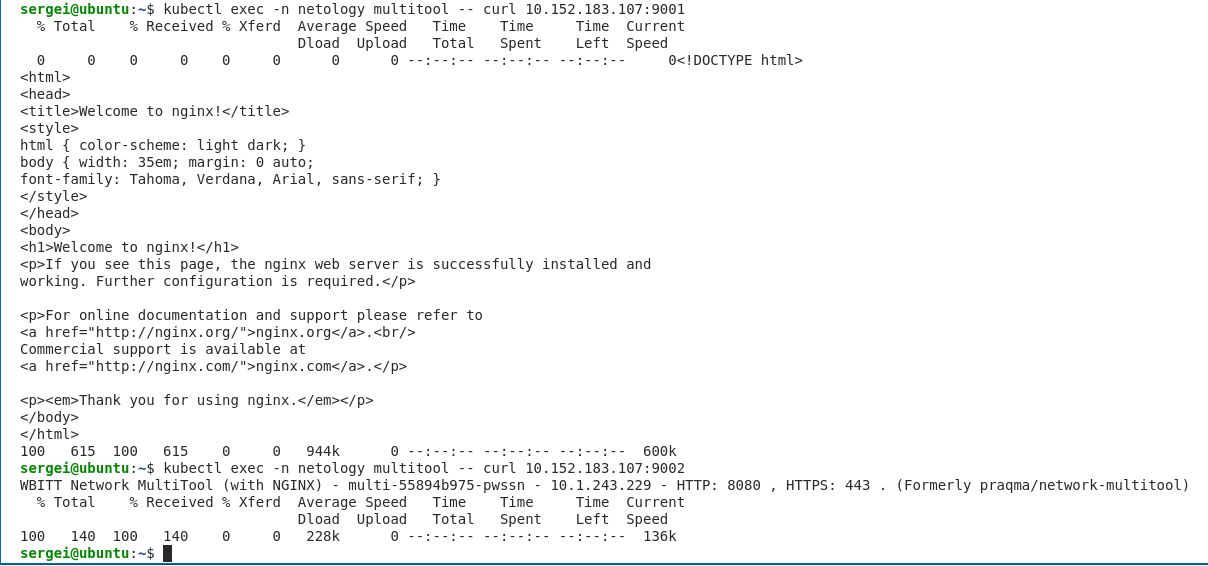 sergei@ubuntu:~$ kubectl exec -n netology multitool -- curl 10.152.183.107:9001
  % Total    % Received % Xferd  Average Speed   Time    Time     Time  Current
                                 Dload  Upload   Total   Spent    Left  Speed
  0     0    0     0    0     0      0      0 --:--:-- --:--:-- --:--:--     0<!DOCTYPE html>
<html>
<head>
<title>Welcome to nginx!</title>
<style>
html { color-scheme: light dark; }
body { width: 35em; margin: 0 auto;
font-family: Tahoma, Verdana, Arial, sans-serif; }
</style>
</head>
<body>
<h1>Welcome to nginx!</h1>
<p>If you see this page, the nginx web server is successfully installed and
working. Further configuration is required.</p>

<p>For online documentation and support please refer to
<a href="http://nginx.org/">nginx.org</a>.<br/>
Commercial support is available at
<a href="http://nginx.com/">nginx.com</a>.</p>

<p><em>Thank you for using nginx.</em></p>
</body>
</html>
100   615  100   615    0     0   944k      0 --:--:-- --:--:-- --:--:--  600k
sergei@ubuntu:~$ kubectl exec -n netology multitool -- curl 10.152.183.107:9002
WBITT Network MultiTool (with NGINX) - multi-55894b975-pwssn - 10.1.243.229 - HTTP: 8080 , HTTPS: 443 . (Formerly praqma/network-multitool)
  % Total    % Received % Xferd  Average Speed   Time    Time     Time  Current
                                 Dload  Upload   Total   Spent    Left  Speed
100   140  100   140    0     0   228k      0 --:--:-- --:--:-- --:--:--  136k
sergei@ubuntu:~$